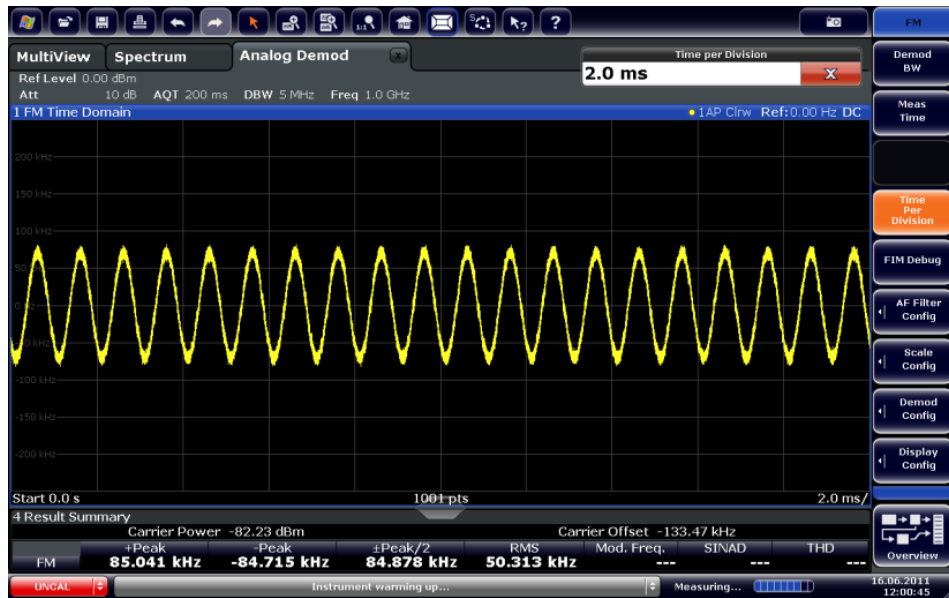 FM
MultiView Spectrum Analog Demod x
Time per Division
2.0 ms X
Ref Level 0.00 dBm
Att 10 dB AQT 200 ms DBW 5 MHz Freq 1.0 GHz
1 FM Time Domain 1AP Clrw Ref:0.00 Hz DC
200 kHz
150 kHz
100 kHz
50
-100 kHz
-150 kHz
-200 kHz
Start 0.0 s 1001 pts 2.0 ms/
4 Result Summary
Carrier Power -82.23 dBm Carrier Offset -133.47 kHz
+Peak -Peak ±Peak/2 RMS Mod. Freq. SINAD THD
FM 85.041 kHz -84.715 kHz 84.878 kHz 50.313 kHz --- --- ---
UNCAL Instrument warming up... Measuring... 16.06.2011
12:00:45
Demod
BW
Meas
Time
Time
Per
Division
FIM Debug
AF Filter
Config
Scale
Config
Demod
Config
Display
Config
Overview